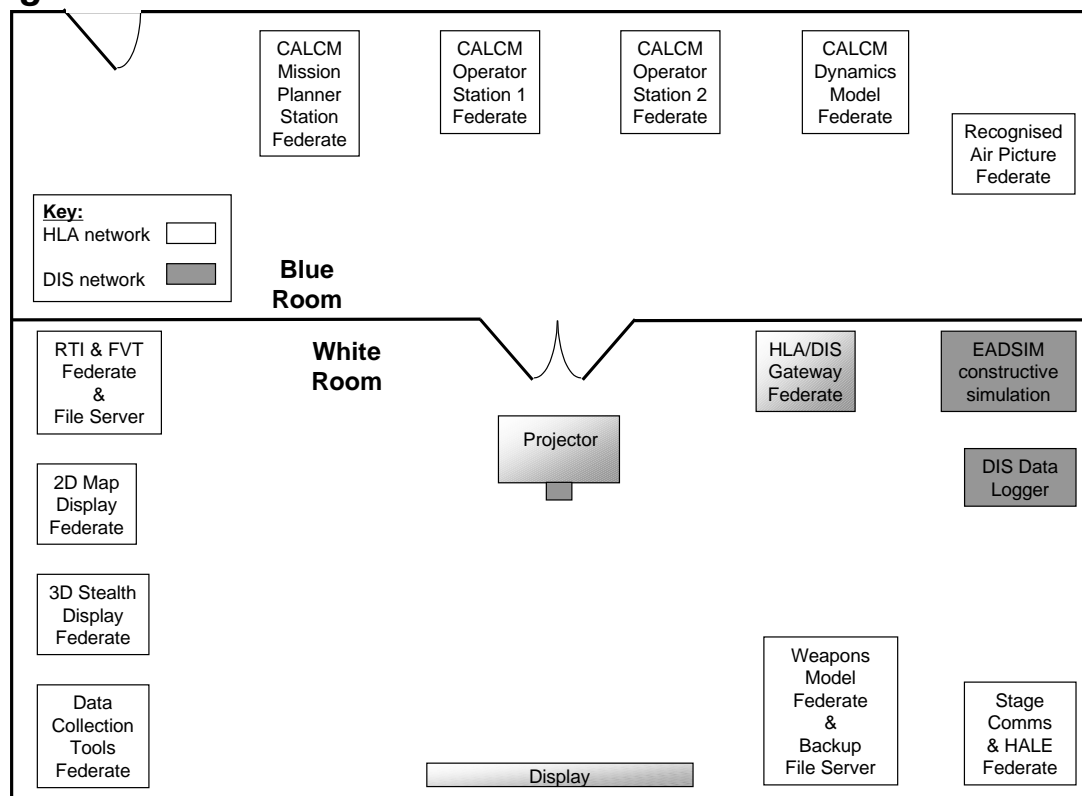 g
CALCM
Mission
Planner
Station
Federate
CALCM
Operator
Station 1
Federate
CALCM
Operator
Station 2
Federate
CALCM
Dynamics
Model
Federate
Recognised
Air Picture
Federate
Key:
HLA network
DIS network
Blue
Room
White
Room
RTI & FVT
Federate
&
File Server
HLA/DIS
Gateway
Federate
EADSIM
constructive
simulation
Projector
2D Map
Display
Federate
DIS Data
Logger
3D Stealth
Display
Federate
Data
Collection
Tools
Federate
Weapons
Model
Federate
&
Backup
File Server
Stage
Comms
& HALE
Federate
Display